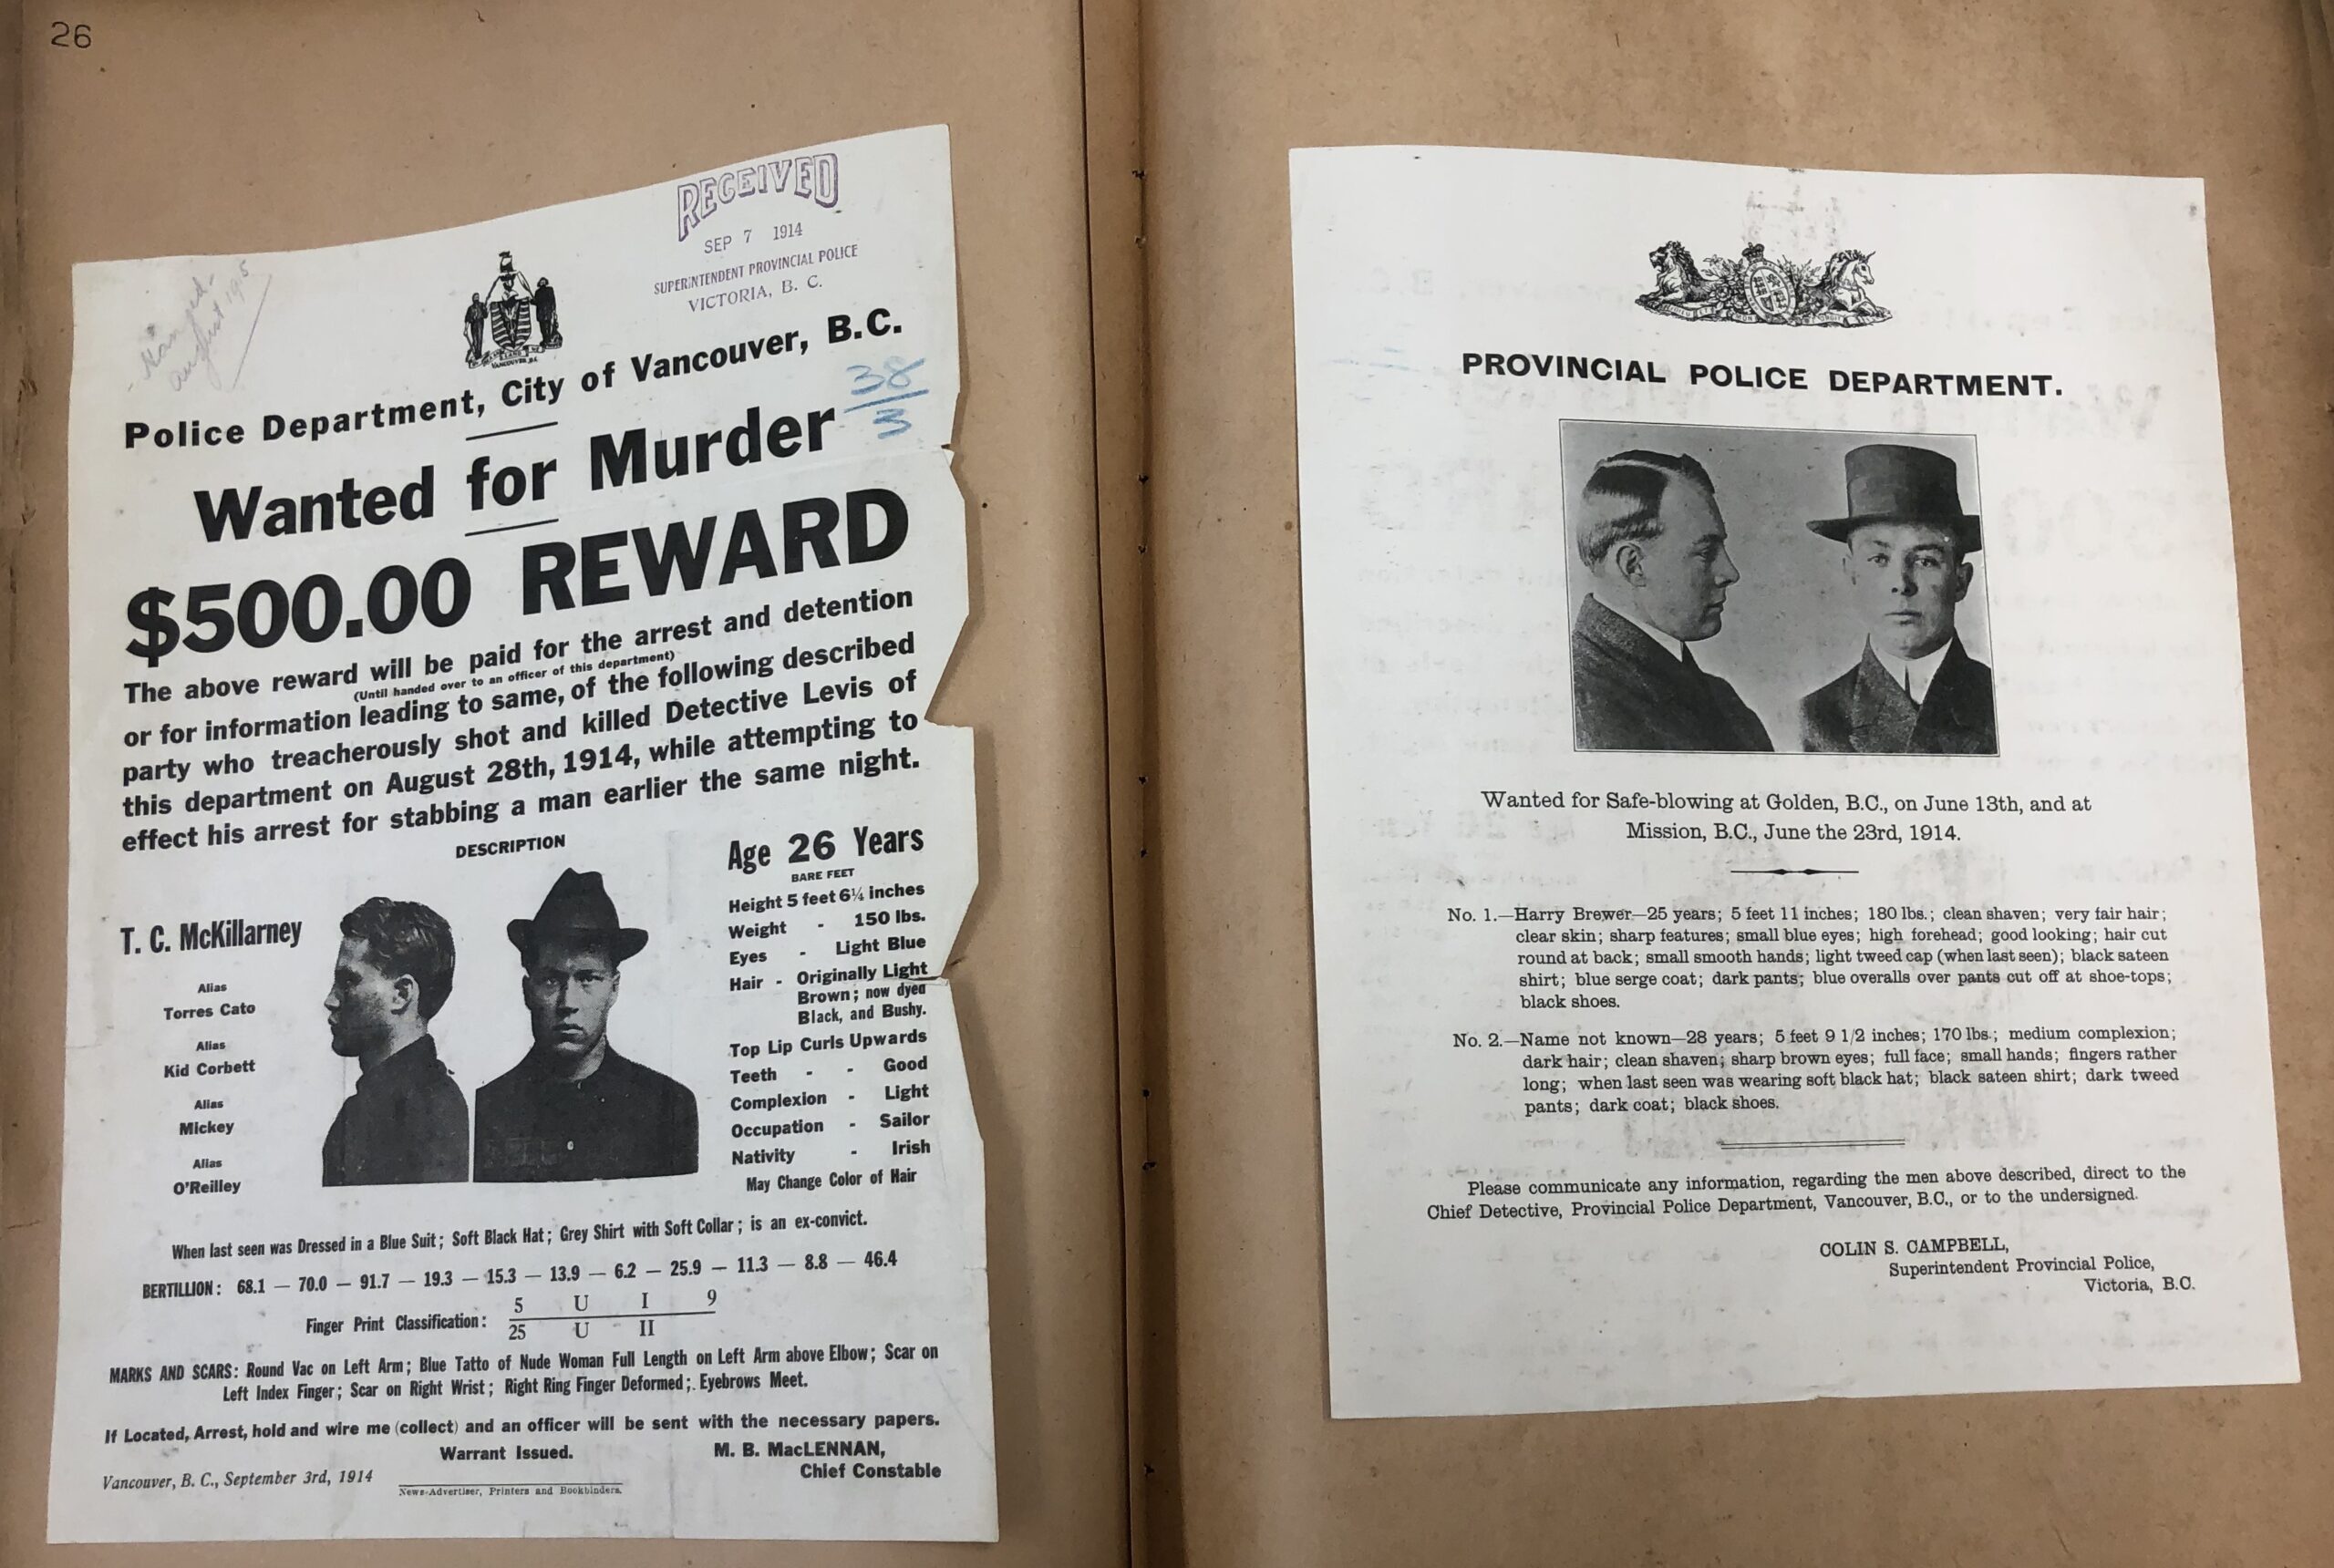 26
RECEIVED
SEP 7 1914
SUPERINTENDENT PROVINCIAL POLICE
VICTORIA, B. C.
Hanged-
August 1915
Police Department, City of Vancouver, B.C.
38
3
Wanted for Murder
$500.00 REWARD
The above reward will be paid for the arrest and detention
(Until handed over to an officer of this department)
or for information leading to same, of the following described
party who treacherously shot and killed Detective Levis of
this department on August 28th, 1914, while attempting to
effect his arrest for stabbing a man earlier the same night.
DESCRIPTION
T. C. McKillarney
Alias
Torres Cato
Alias
Kid Corbett
Alias
Mickey
Alias
O'Reilley
Age 26 Years
BARE FEET
Height 5 feet 6¼ inches
Weight - 150 lbs.
Eyes - Light Blue
Hair - Originally Light
Brown; now dyed
Black, and Bushy.
Top Lip Curls Upwards
Teeth - - Good
Complexion - Light
Occupation - Sailor
Nativity - Irish
May Change Color of Hair
When last seen was Dressed in a Blue Suit; Soft Black Hat; Grey Shirt with Soft Collar; is an ex-convict.
BERTILLION: 68.1 — 70.0 — 91.7 — 19.3 — 15.3 — 13.9 — 6.2 — 25.9 — 11.3 — 8.8 — 46.4
5 U I 9
Finger Print Classification:
25 U II
MARKS AND SCARS: Round Vac on Left Arm; Blue Tatto of Nude Woman Full Length on Left Arm above Elbow; Scar on
Left Index Finger; Scar on Right Wrist; Right Ring Finger Deformed;. Eyebrows Meet.
If Located, Arrest, hold and wire me (collect) and an officer will be sent with the necessary papers.
Warrant Issued.
M. B. MacLENNAN,
Chief Constable
Vancouver, B. C., September 3rd, 1914
News-Advertiser, Printers and Bookbinders.
PROVINCIAL POLICE DEPARTMENT.
Wanted for Safe-blowing at Golden, B.C., on June 13th, and at
Mission, B.C., June the 23rd, 1914.
No. 1.—Harry Brewer—25 years; 5 feet 11 inches; 180 lbs.; clean shaven; very fair hair;
clear skin; sharp features; small blue eyes; high forehead; good looking; hair cut
round at back; small smooth hands; light tweed cap (when last seen); black sateen
shirt; blue serge coat; dark pants; blue overalls over pants cut off at shoe-tops;
black shoes.
No. 2.—Name not known—28 years; 5 feet 9 1/2 inches; 170 lbs.; medium complexion;
dark hair; clean shaven; sharp brown eyes; full face; small hands; fingers rather
long; when last seen was wearing soft black hat; black sateen shirt; dark tweed
pants; dark coat; black shoes.
Please communicate any information, regarding the men above described, direct to the
Chief Detective, Provincial Police Department, Vancouver, B.C., or to the undersigned.
COLIN S. CAMPBELL,
Superintendent Provincial Police,
Victoria, B.C.